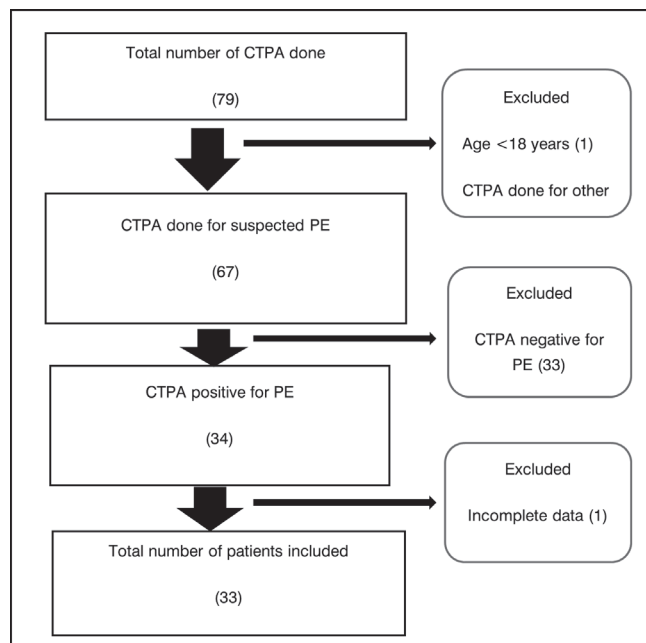 Total number of CTPA done
(79)
Excluded
Age <18 years (1)
CTPA done for other
CTPA done for suspected PE
(67)
Excluded
CTPA negative for
PE (33)
CTPA positive for PE
(34)
Excluded
Incomplete data (1)
Total number of patients included
(33)